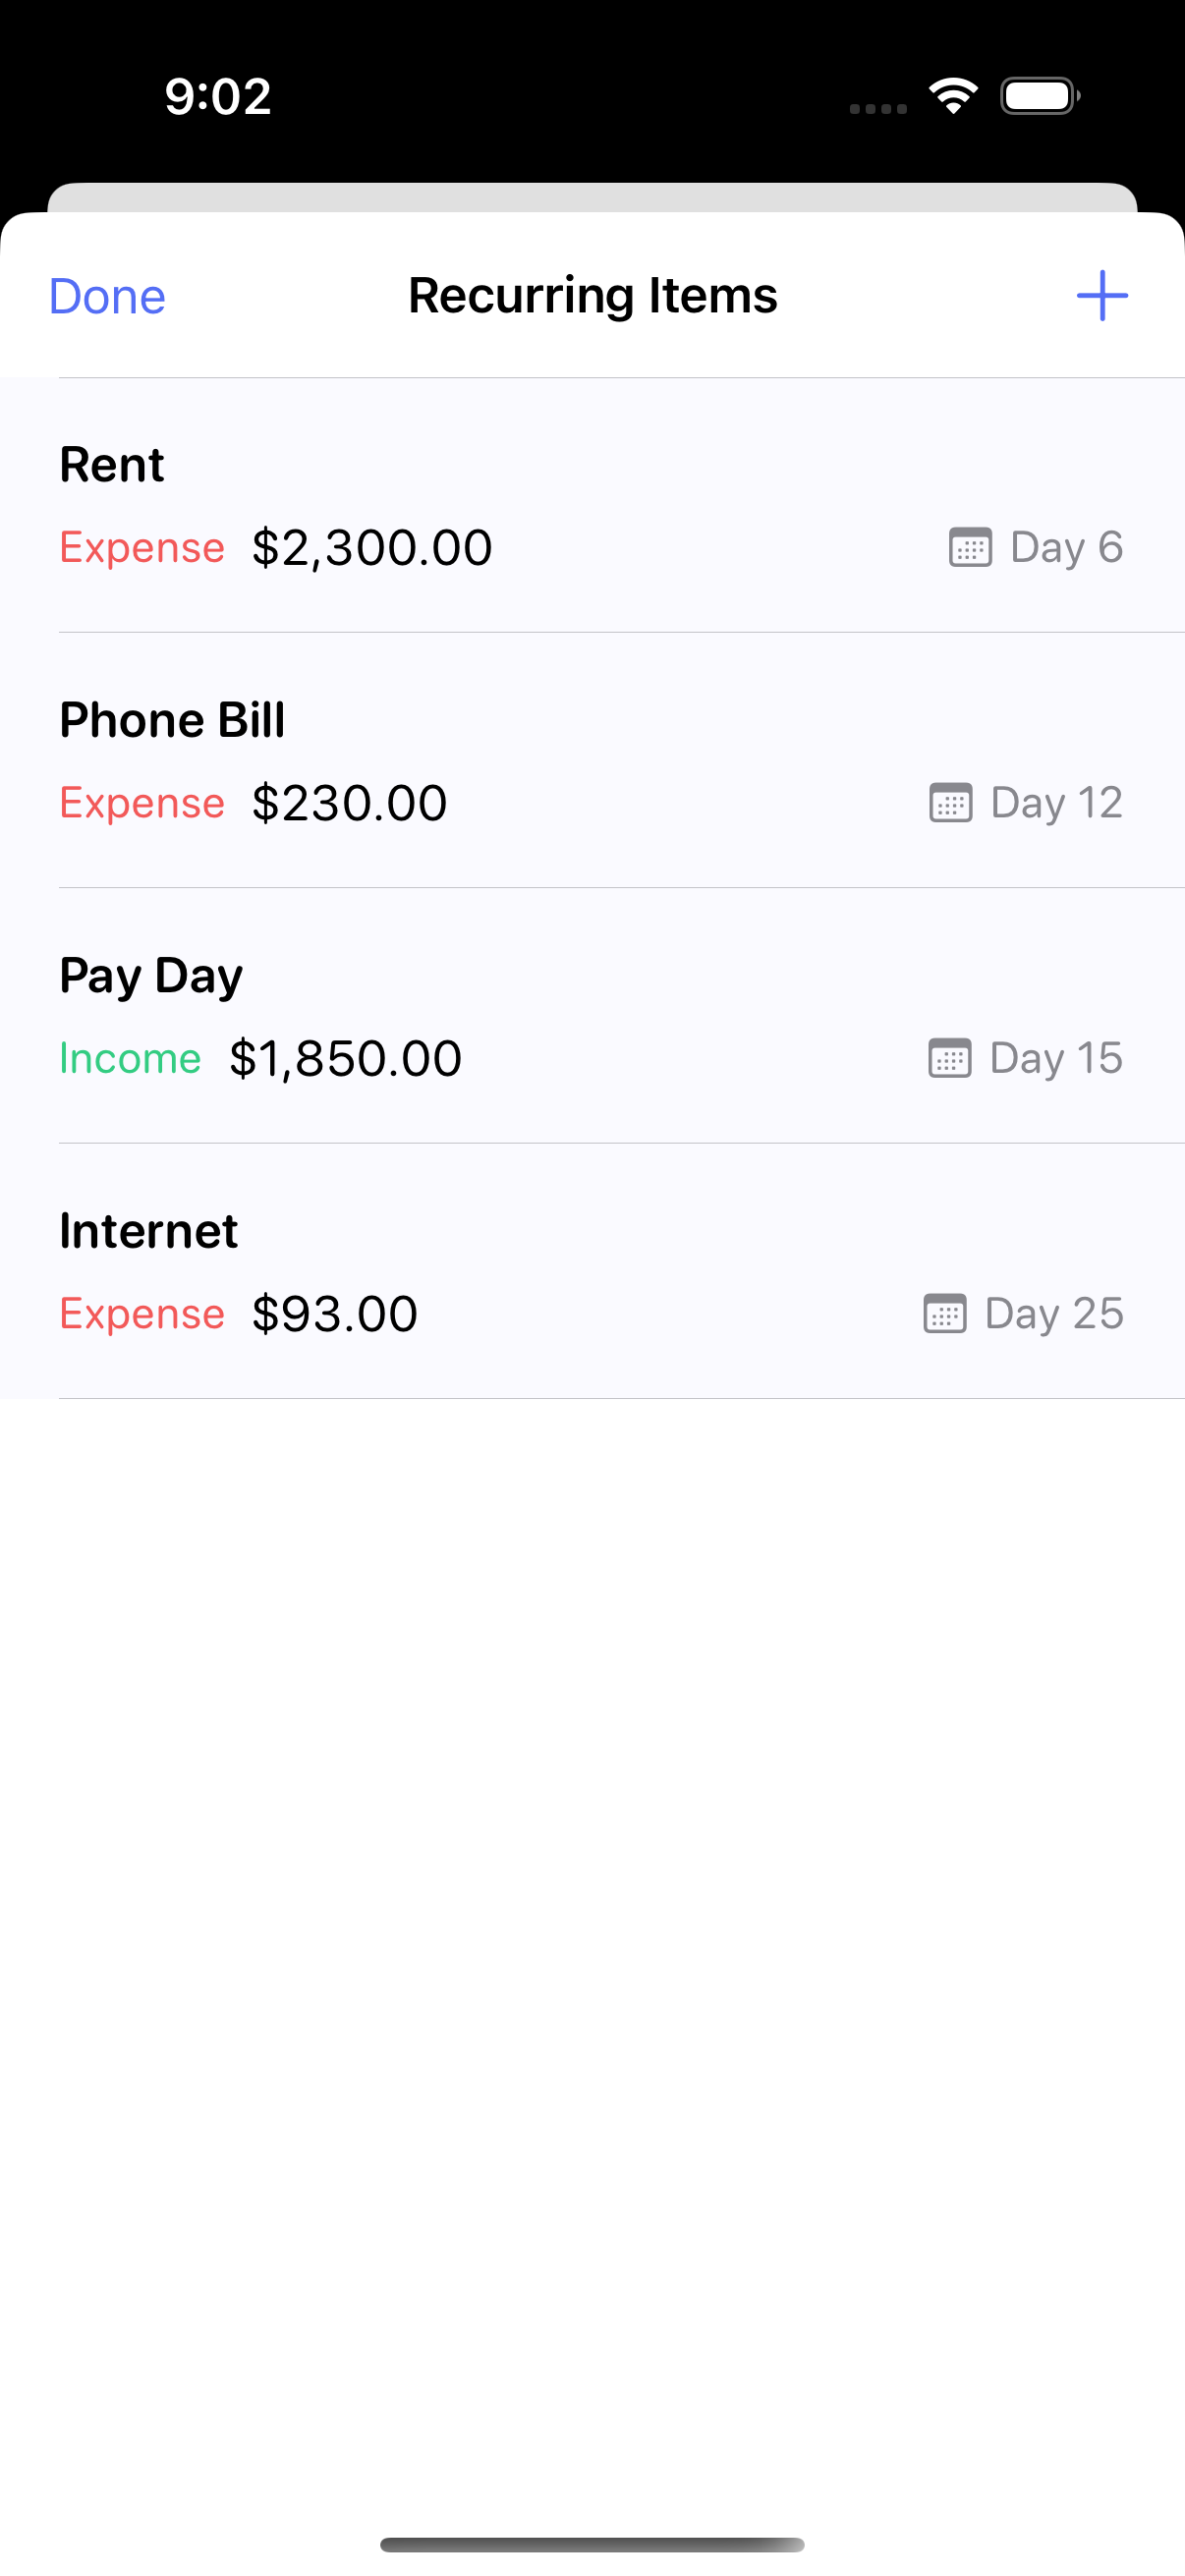 9:02
Done Recurring Items +
Rent
Expense $2,300.00 Day 6
Phone Bill
Expense $230.00 Day 12
Pay Day
Income $1,850.00 Day 15
Internet
Expense $93.00 Day 25